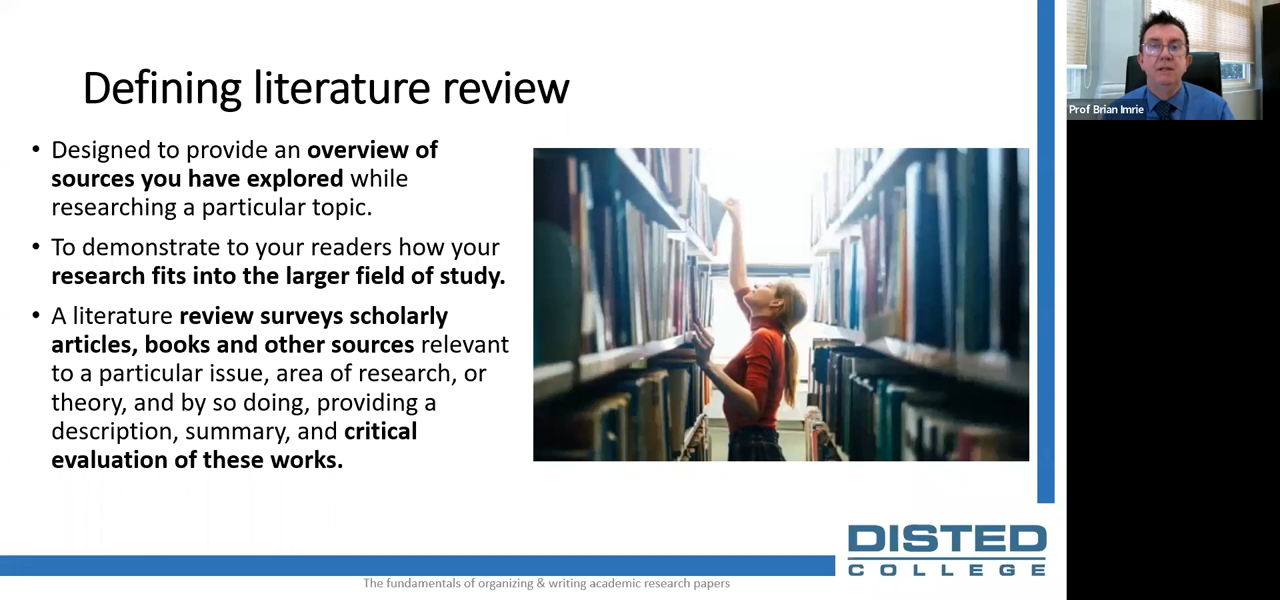 Defining literature review
• Designed to provide an overview of
sources you have explored while
researching a particular topic.
• To demonstrate to your readers how your
research fits into the larger field of study.
• A literature review surveys scholarly
articles, books and other sources relevant
to a particular issue, area of research, or
theory, and by so doing, providing a
description, summary, and critical
evaluation of these works.
Prof Brian Imrie
DISTED
COLLEGE
The fundamentals of organizing & writing academic research papers